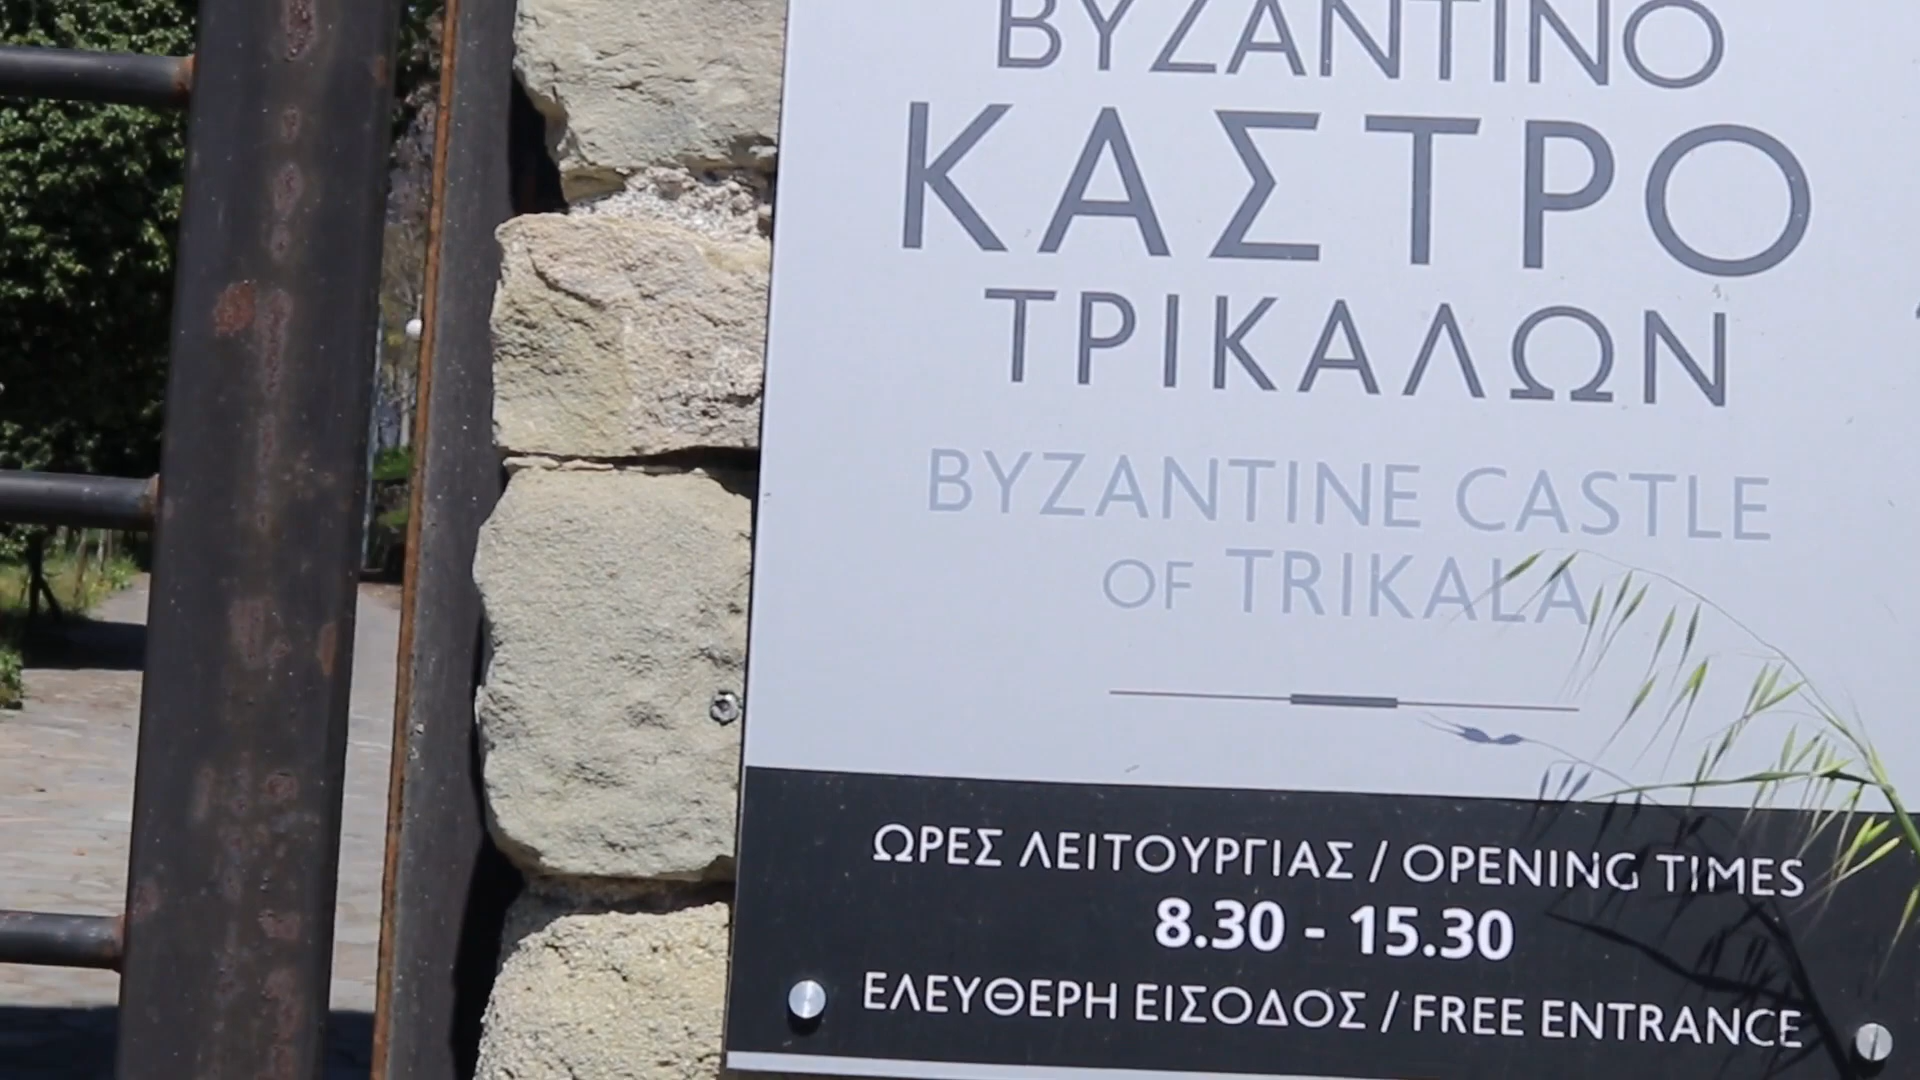 ΒΥΖΑΝΤΙΝΟ
ΚΑΣΤΡΟ
ΤΡΙΚΑΛΩΝ
BYZANTINE CASTLE
OF TRIKALA
ΩΡΕΣ ΛΕΙΤΟΥΡΓΙΑΣ / OPENING TIMES
8.30 - 15.30
ΕΛΕΥΘΕΡΗ ΕΙΣΟΔΟΣ / FREE ENTRANCE